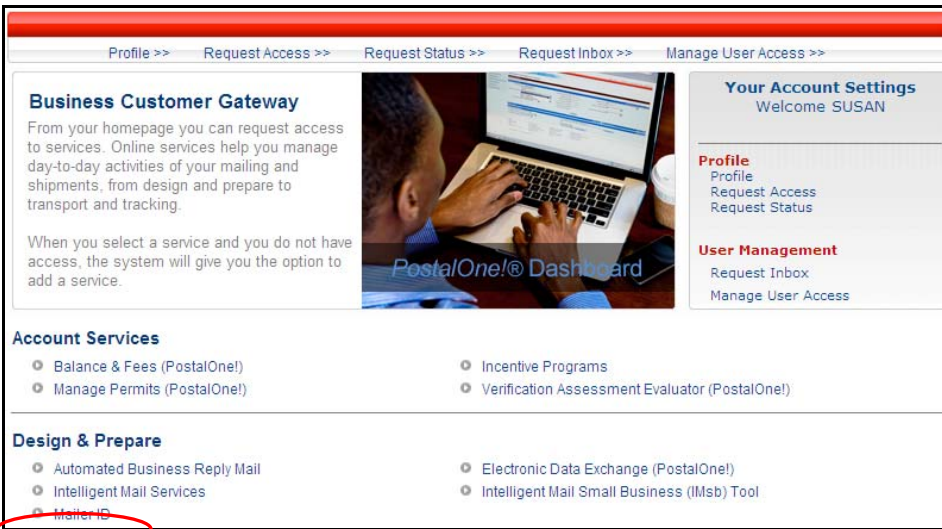 Profile >> Request Access >> Request Status >> Request Inbox >> Manage User Access >>
Business Customer Gateway
From your homepage you can request access
to services. Online services help you manage
day-to-day activities of your mailing and
shipments, from design and prepare to
transport and tracking.
When you select a service and you do not have
access, the system will give you the option to
add a service.
PostalOne!® Dashboard
Your Account Settings
Welcome SUSAN
Profile
Profile
Request Access
Request Status
User Management
Request Inbox
Manage User Access
Account Services
Balance & Fees (PostalOne!)
Manage Permits (PostalOne!)
Incentive Programs
Verification Assessment Evaluator (PostalOne!)
Design & Prepare
Automated Business Reply Mail
Intelligent Mail Services
Mailer ID
Electronic Data Exchange (PostalOne!)
Intelligent Mail Small Business (IMsb) Tool